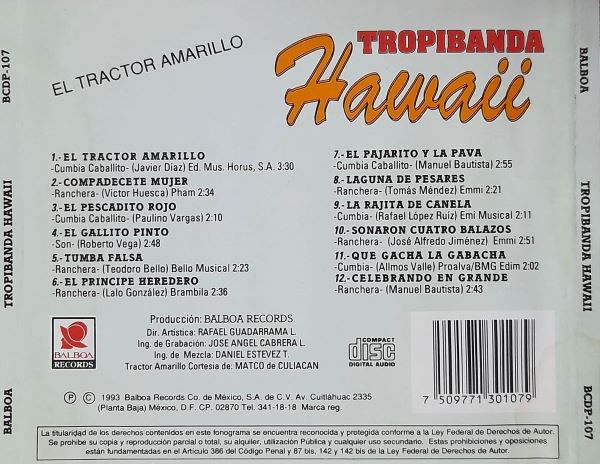 EL TRACTOR AMARILLO
TROPIBANDA
Hawaii
1.- EL TRACTOR AMARILLO
-Cumbia Caballito- (Javier Diaz) Ed. Mus. Horus, S.A. 3:30
2.- COMPADECETE MUJER
-Ranchera- (Víctor Huesca) Pham 2:34
3.- EL PESCADITO ROJO
-Cumbia Caballito- (Paulino Vargas) 2:10
4.- EL GALLITO PINTO
-Son- (Roberto Vega) 2:48
5.- TUMBA FALSA
-Ranchera- (Teodoro Bello) Bello Musical 2:23
6.- EL PRINCIPE HEREDERO
-Ranchera- (Lalo González) Brambila 2:36
7.- EL PAJARITO Y LA PAVA
-Cumbia Caballito- (Manuel Bautista) 2:55
8.- LAGUNA DE PESARES
-Ranchera- (Tomás Méndez) Emmi 2:21
9.- LA RAJITA DE CANELA
-Cumbia- (Rafael López Ruíz) Emi Musical 2:11
10.- SONARON CUATRO BALAZOS
-Ranchera- (José Alfredo Jiménez) Emmi 2:51
11.- QUE GACHA LA GABACHA
-Cumbia- (Allmos Valle) Proalva/BMG Edim 2:02
12.- CELEBRANDO EN GRANDE
-Ranchera- (Manuel Bautista) 2:43
BALBOA
RECORDS
Producción: BALBOA RECORDS
Dir. Artística: RAFAEL GUADARRAMA L.
Ing. de Grabación: JOSE ANGEL CABRERA L.
Ing. de Mezcla: DANIEL ESTEVEZ T.
Tractor Amarillo Cortesia de: MATCO de CULIACAN
COMPACT
disc
DIGITAL AUDIO
7 509771 301079
Ⓟ © 1993 Balboa Records Co. de México, S.A. de C.V. Av. Cuitláhuac 2335
(Planta Baja) México, D.F. CP. 02870 Tel. 341-18-18 Marca reg.
La titularidad de los derechos contenidos en este fonograma se encuentra reconocida y protegida conforme a la Ley Federal de Derechos de Autor.
Se prohibe su copia y reproducción parcial o total, su alquiler, utilización Pública y cualquier uso secundario. Estas prohibiciones y oposiciones
están fundamentadas en el Artículo 386 del Código Penal y 87 bis, 142 y 142 bis de la Ley Federal de Derechos de Autor.
BALBOA TROPIBANDA HAWAII BCDP-107
BALBOA TROPIBANDA HAWAII BCDP-107